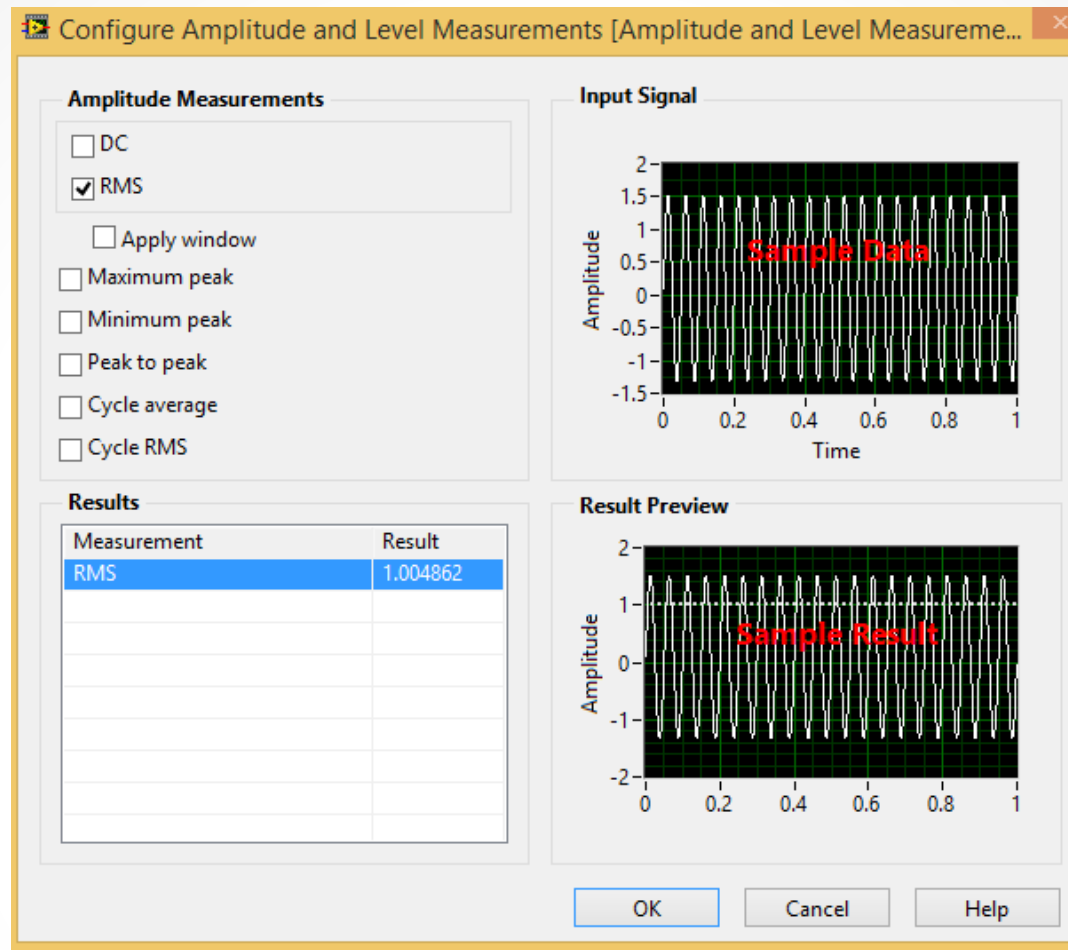 Configure Amplitude and Level Measurements [Amplitude and Level Measureme...
Amplitude Measurements
DC
RMS
Apply window
Maximum peak
Minimum peak
Peak to peak
Cycle average
Cycle RMS
Input Signal
Amplitude
2
1.5
1
0.5
0
-0.5
-1
-1.5
Sample Data
0 0.2 0.4 0.6 0.8 1
Time
Results
Measurement Result
RMS 1.004862
Result Preview
Amplitude
2
1
0
-1
-2
Sample Result
0 0.2 0.4 0.6 0.8 1
OK Cancel Help